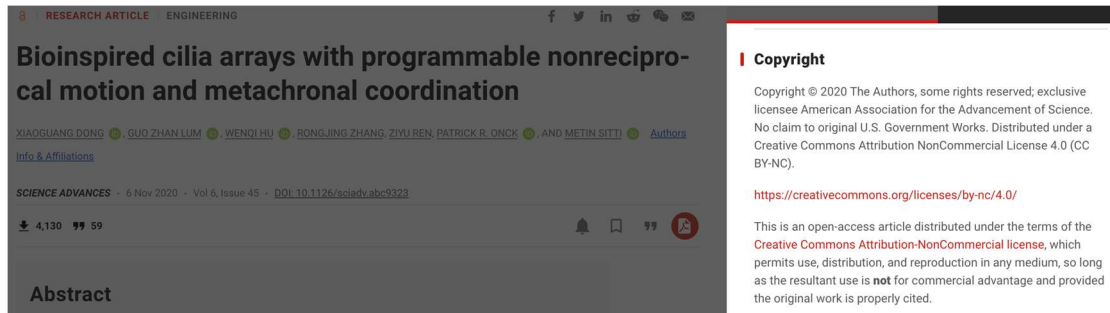 RESEARCH ARTICLE ENGINEERING
Bioinspired cilia arrays with programmable nonrecipro-
cal motion and metachronal coordination
XIAOGUANG DONG, GUO ZHAN LUM, WENQI HU, RONGJING ZHANG, ZIYU REN, PATRICK R. ONCK, AND METIN SITTI Authors
Info & Affiliations
SCIENCE ADVANCES • 6 Nov 2020 • Vol 6, Issue 45 • DOI: 10.1126/sciadv.abc9323
4,130 59
Abstract
Copyright
Copyright © 2020 The Authors, some rights reserved; exclusive
licensee American Association for the Advancement of Science.
No claim to original U.S. Government Works. Distributed under a
Creative Commons Attribution NonCommercial License 4.0 (CC
BY-NC).
https://creativecommons.org/licenses/by-nc/4.0/
This is an open-access article distributed under the terms of the
Creative Commons Attribution-NonCommercial license, which
permits use, distribution, and reproduction in any medium, so long
as the resultant use is not for commercial advantage and provided
the original work is properly cited.